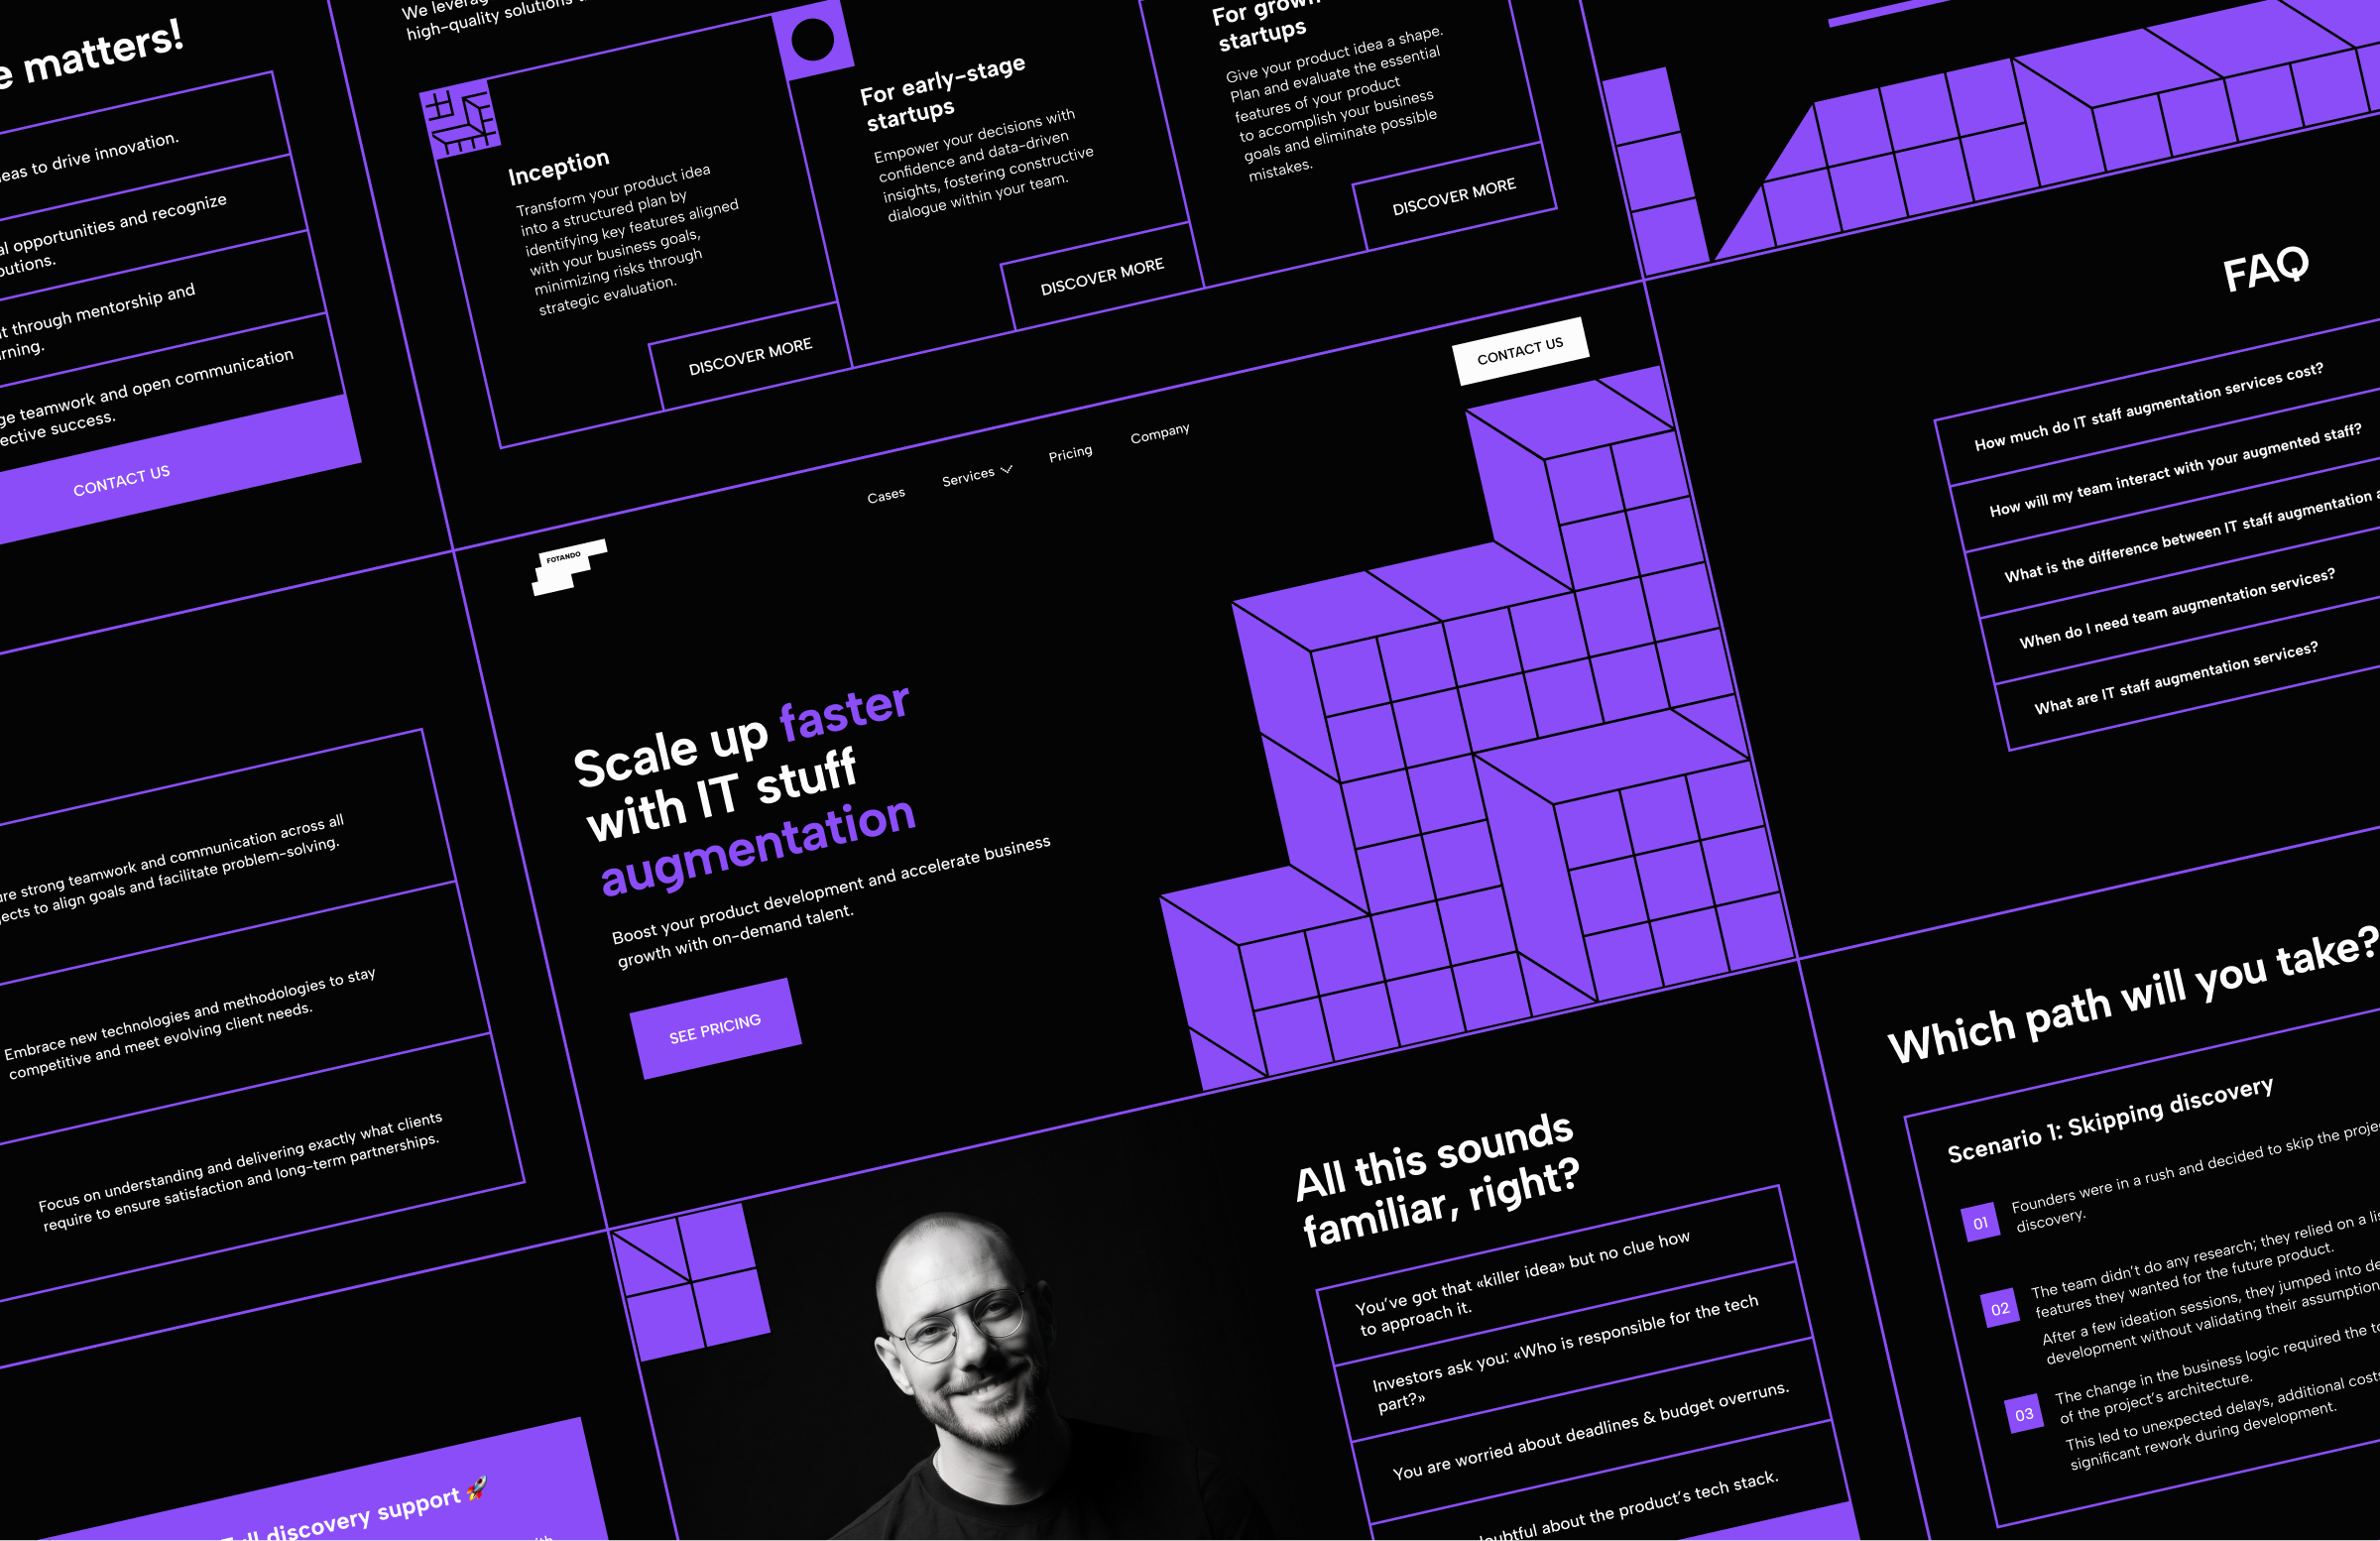 matters!
to drive innovation.
opportunities and recognize
through mentorship and
teamwork and open communication
success.
CONTACT US
We
high-quality solutions
Inception
Transform your product idea
into a structured plan by
identifying key features aligned
with your business goals,
minimizing risks through
strategic evaluation.
DISCOVER MORE
For early-stage
startups
Empower your decisions with
confidence and data-driven
insights, fostering constructive
dialogue within your team.
DISCOVER MORE
For
startups
Give your product idea a shape.
Plan and evaluate the essential
features of your product
to accomplish your business
goals and eliminate possible
mistakes.
DISCOVER MORE
FAQ
How much do IT staff augmentation services cost?
How will my team interact with your augmented staff?
What is the difference between IT staff augmentation
When do I need team augmentation services?
What are IT staff augmentation services?
FOTANDO
Cases
Services
Pricing
Company
CONTACT US
Scale up faster
with IT stuff
augmentation
Boost your product development and accelerate business
growth with on-demand talent.
SEE PRICING
strong teamwork and communication across all
to align goals and facilitate problem-solving.
Embrace new technologies and methodologies to stay
competitive and meet evolving client needs.
Focus on understanding and delivering exactly what clients
require to ensure satisfaction and long-term partnerships.
discovery support 🚀
All this sounds
familiar, right?
You've got that «killer idea» but no clue how
to approach it.
Investors ask you: «Who is responsible for the tech
part?»
You are worried about deadlines & budget overruns.
about the product's tech stack.
Which path will you take?
Scenario 1: Skipping discovery
01
Founders were in a rush and decided to skip the
discovery.
02
The team didn't do any research; they relied on a
features they wanted for the future product.
After a few ideation sessions, they jumped into
development without validating their
03
The change in the business logic required the
of the project's architecture.
This led to unexpected delays, additional
significant rework during development.